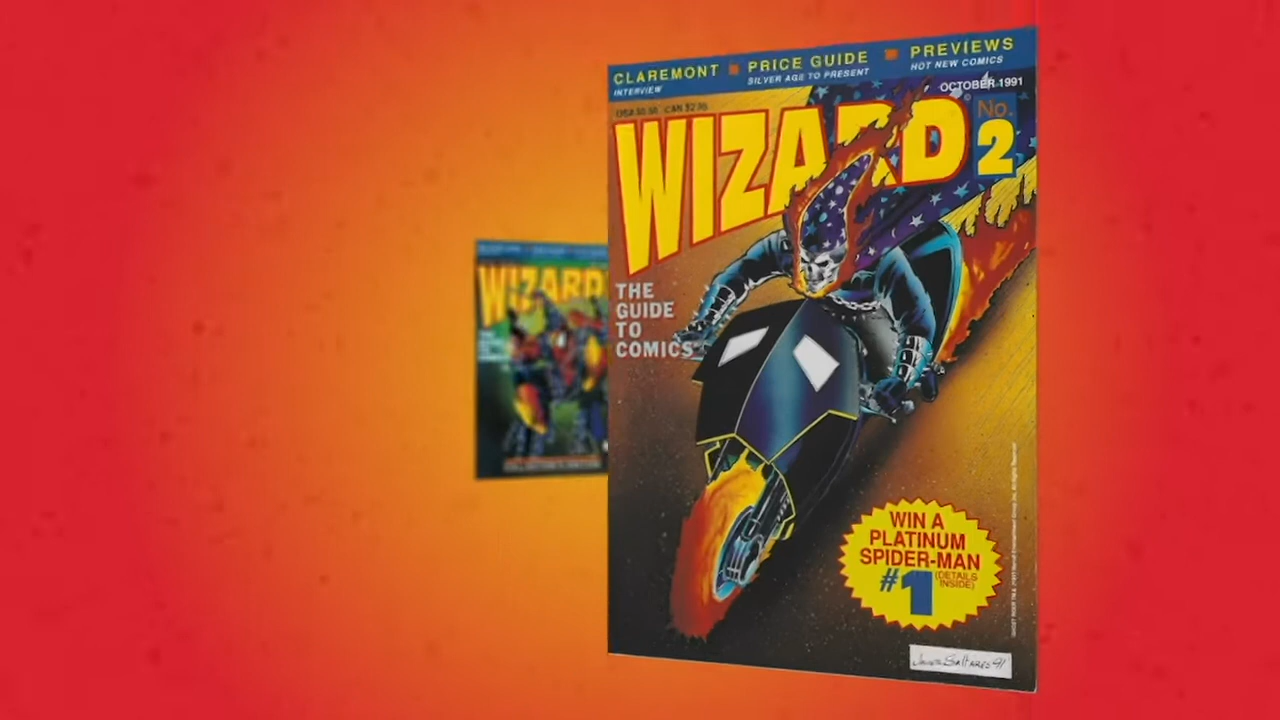 CLAREMONT ■ PRICE GUIDE ■ PREVIEWS
INTERVIEW SILVER AGE TO PRESENT HOT NEW COMICS
OCTOBER 1991
WIZARD
No.
2
THE
GUIDE
TO
COMICS
WIZARD
WIN A
PLATINUM
SPIDER-MAN
#1 (DETAILS
INSIDE)